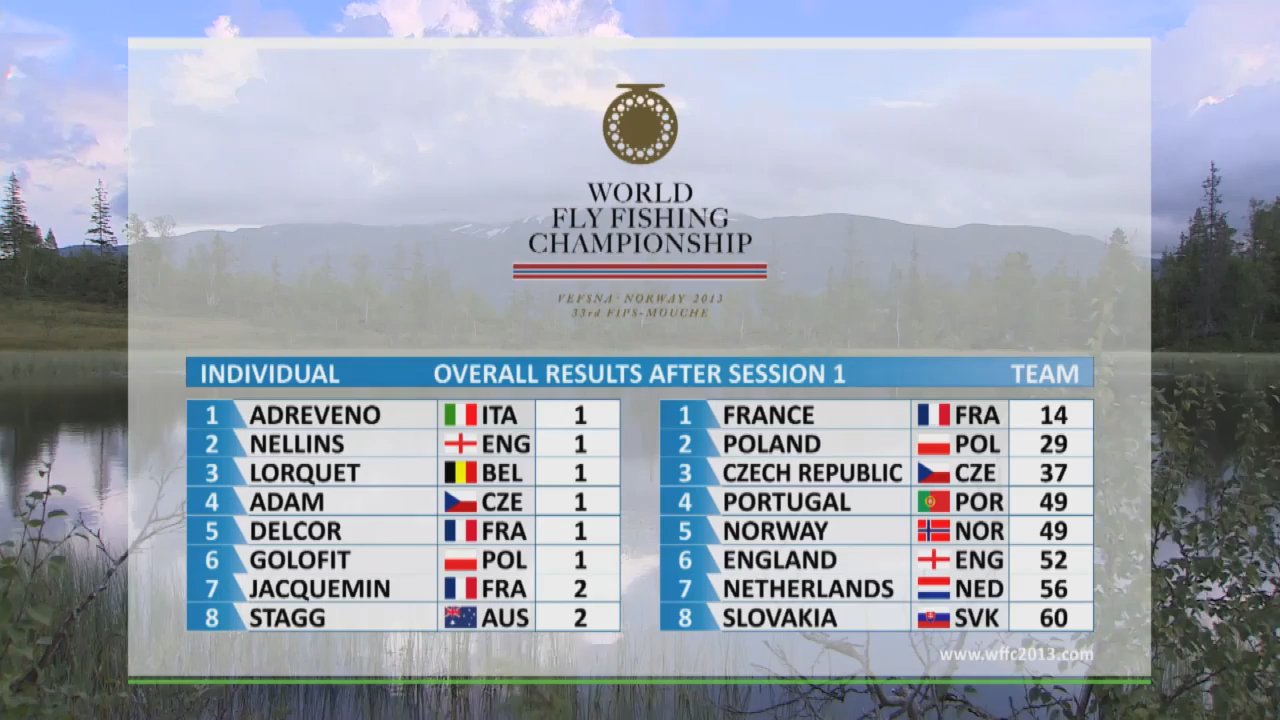 WORLD
FLY FISHING
CHAMPIONSHIP
VEFSNA · NORWAY 2013
33rd FIPS-MOUCHE
INDIVIDUAL OVERALL RESULTS AFTER SESSION 1 TEAM
1 ADREVENO ITA 1
2 NELLINS ENG 1
3 LORQUET BEL 1
4 ADAM CZE 1
5 DELCOR FRA 1
6 GOLOFIT POL 1
7 JACQUEMIN FRA 2
8 STAGG AUS 2
1 FRANCE FRA 14
2 POLAND POL 29
3 CZECH REPUBLIC CZE 37
4 PORTUGAL POR 49
5 NORWAY NOR 49
6 ENGLAND ENG 52
7 NETHERLANDS NED 56
8 SLOVAKIA SVK 60
www.wffc2013.com